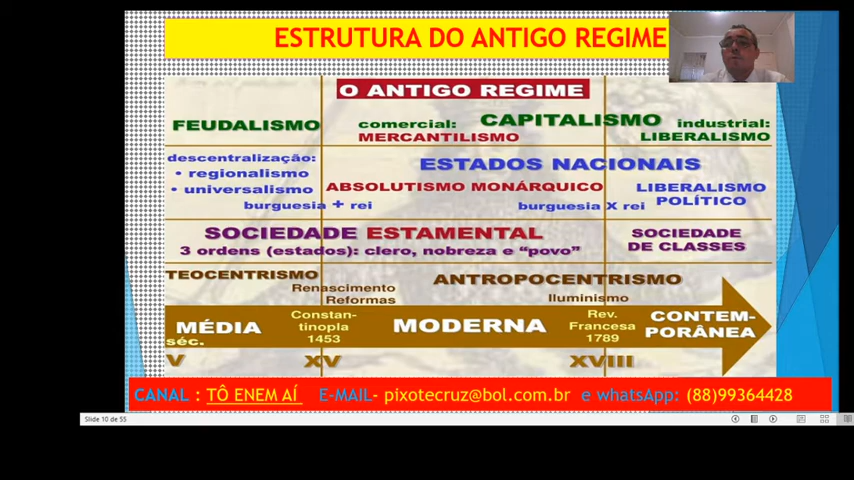 ESTRUTURA DO ANTIGO REGIME
O ANTIGO REGIME
FEUDALISMO
comercial:
MERCANTILISMO
CAPITALISMO
industrial:
LIBERALISMO
descentralização:
• regionalismo
• universalismo
burguesia + rei
ESTADOS NACIONAIS
ABSOLUTISMO MONÁRQUICO
burguesia X rei
LIBERALISMO
POLÍTICO
SOCIEDADE ESTAMENTAL
3 ordens (estados): clero, nobreza e “povo”
SOCIEDADE
DE CLASSES
TEOCENTRISMO
Renascimento
Reformas
ANTROPOCENTRISMO
Iluminismo
MÉDIA
séc.
Constan-
tinopla
1453
MODERNA
Rev.
Francesa
1789
CONTEM-
PORÂNEA
V
XV
XVIII
CANAL : TÔ ENEM AÍ E-MAIL- pixotecruz@bol.com.br e whatsApp: (88)99364428
Slide 10 de 55